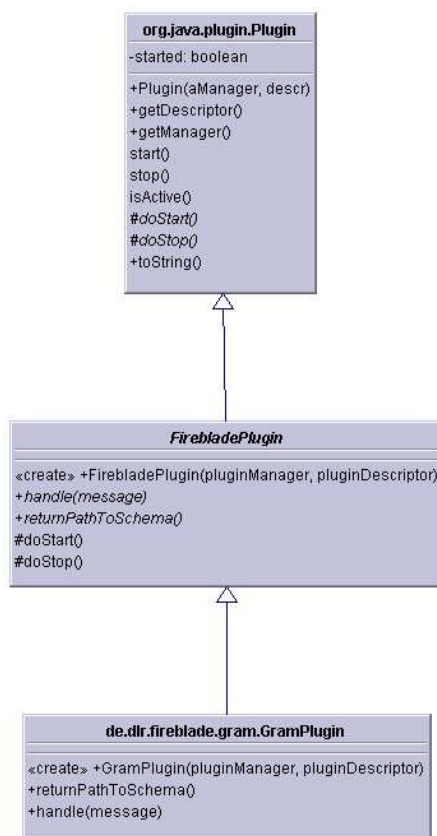 org.java.plugin.Plugin
-started: boolean
+Plugin(aManager, descr)
+getDescriptor()
+getManager()
start()
stop()
isActive()
#doStart()
#doStop()
+toString()
FirebladePlugin
«create» +FirebladePlugin(pluginManager, pluginDescriptor)
+handle(message)
+returnPathToSchema()
#doStart()
#doStop()
de.dlr.fireblade.gram.GramPlugin
«create» +GramPlugin(pluginManager, pluginDescriptor)
+returnPathToSchema()
+handle(message)